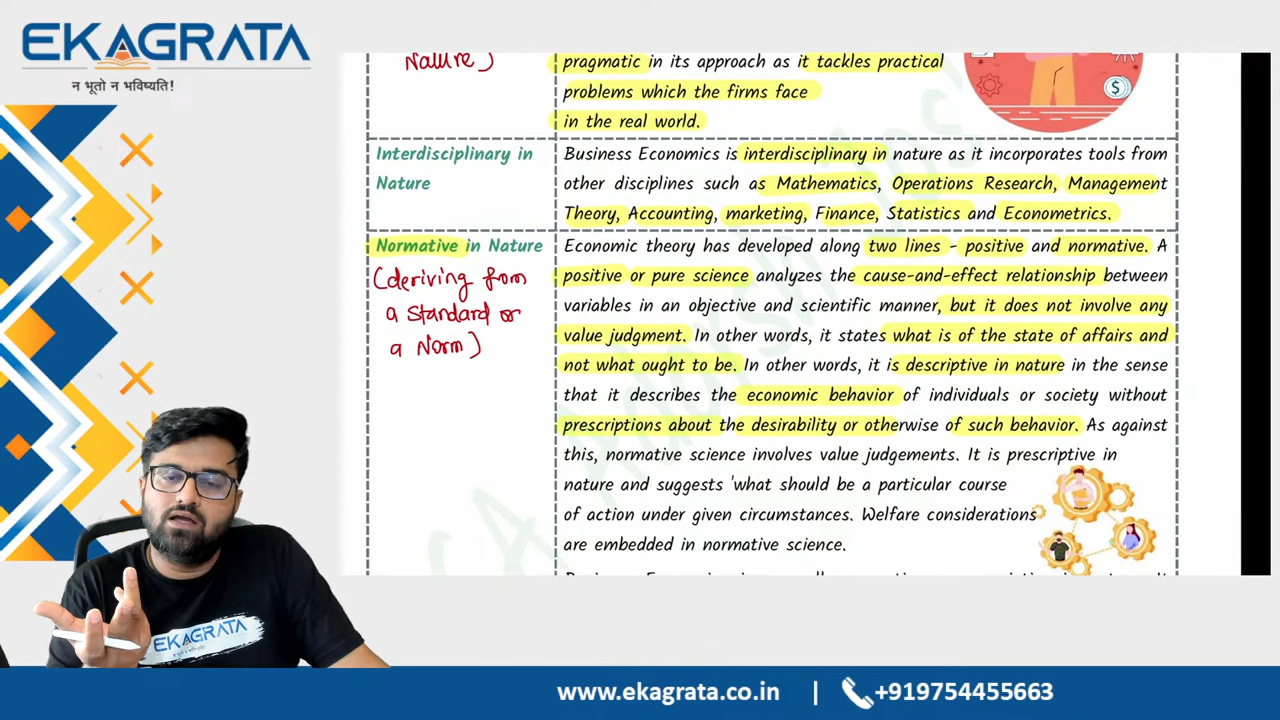 EKAGRATA
न भूतो न भविष्यति!
Nature)
pragmatic in its approach as it tackles practical
problems which the firms face
in the real world.
Interdisciplinary in
Nature
Business Economics is interdisciplinary in nature as it incorporates tools from
other disciplines such as Mathematics, Operations Research, Management
Theory, Accounting, marketing, Finance, Statistics and Econometrics.
Normative in Nature
(deriving from
a standard or
a Norm)
Economic theory has developed along two lines - positive and normative. A
positive or pure science analyzes the cause-and-effect relationship between
variables in an objective and scientific manner, but it does not involve any
value judgment. In other words, it states what is of the state of affairs and
not what ought to be. In other words, it is descriptive in nature in the sense
that it describes the economic behavior of individuals or society without
prescriptions about the desirability or otherwise of such behavior. As against
this, normative science involves value judgements. It is prescriptive in
nature and suggests 'what should be a particular course
of action under given circumstances. Welfare considerations
are embedded in normative science.
EKAGRATA
www.ekagrata.co.in | +919754455663